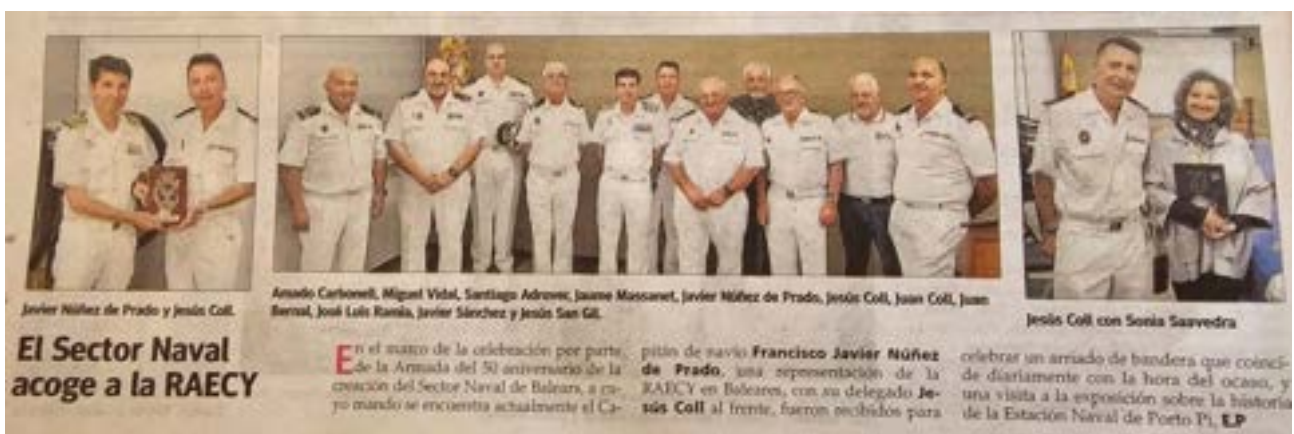 Javier Núñez de Prado y Jesús Coll.
Amado Carbonell, Miguel Vidal, Santiago Adrover, Jaume Massanet, Javier Núñez de Prado, Jesús Coll, Juan Coll, Juan
Bernal, José Luis Ramia, Javier Sánchez y Jesús San Gil.
Jesús Coll con Sonia Saavedra
El Sector Naval
acoge a la RAECY
En el marco de la celebración por parte
de la Armada del 50 aniversario de la
creación del Sector Naval de Balears, a cu-
yo mando se encuentra actualmente el Ca-
pitán de navío Francisco Javier Núñez
de Prado, una representación de la
RAECY en Baleares, con su delegado Je-
sús Coll al frente, fueron recibidos para
celebrar un arriado de bandera que coinci-
de diariamente con la hora del ocaso, y
una visita a la exposición sobre la historia
de la Estación Naval de Porto Pi. E.P